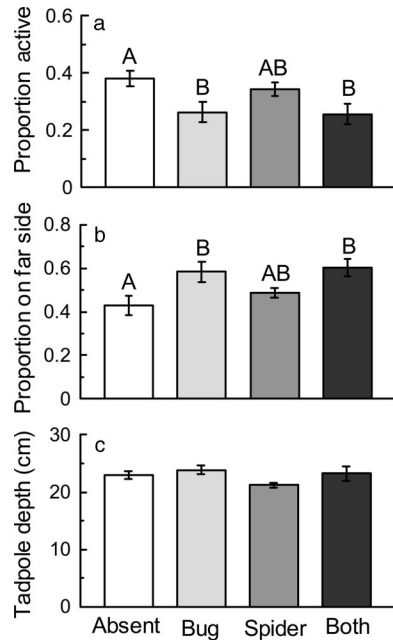 a
Proportion active
0.6
0.4
0.2
0
A
B
AB
B
b
Proportion on far side
0.8
0.6
0.4
0.2
0
A
B
AB
B
c
Tadpole depth (cm)
30
20
10
0
Absent Bug Spider Both